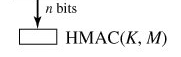 n bits
HMAC(K, M)